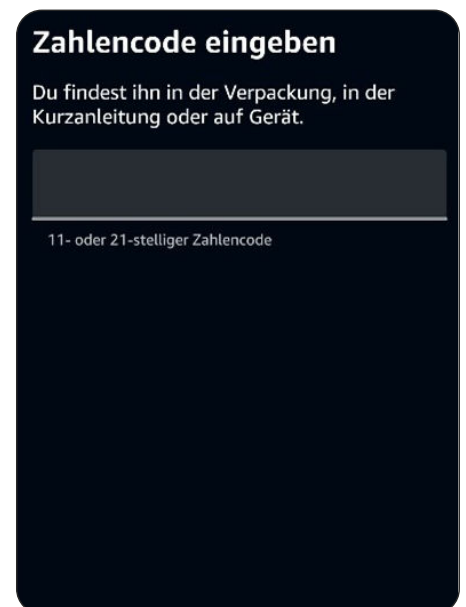 Zahlencode eingeben
Du findest ihn in der Verpackung, in der
Kurzanleitung oder auf Gerät.
11- oder 21-stelliger Zahlencode